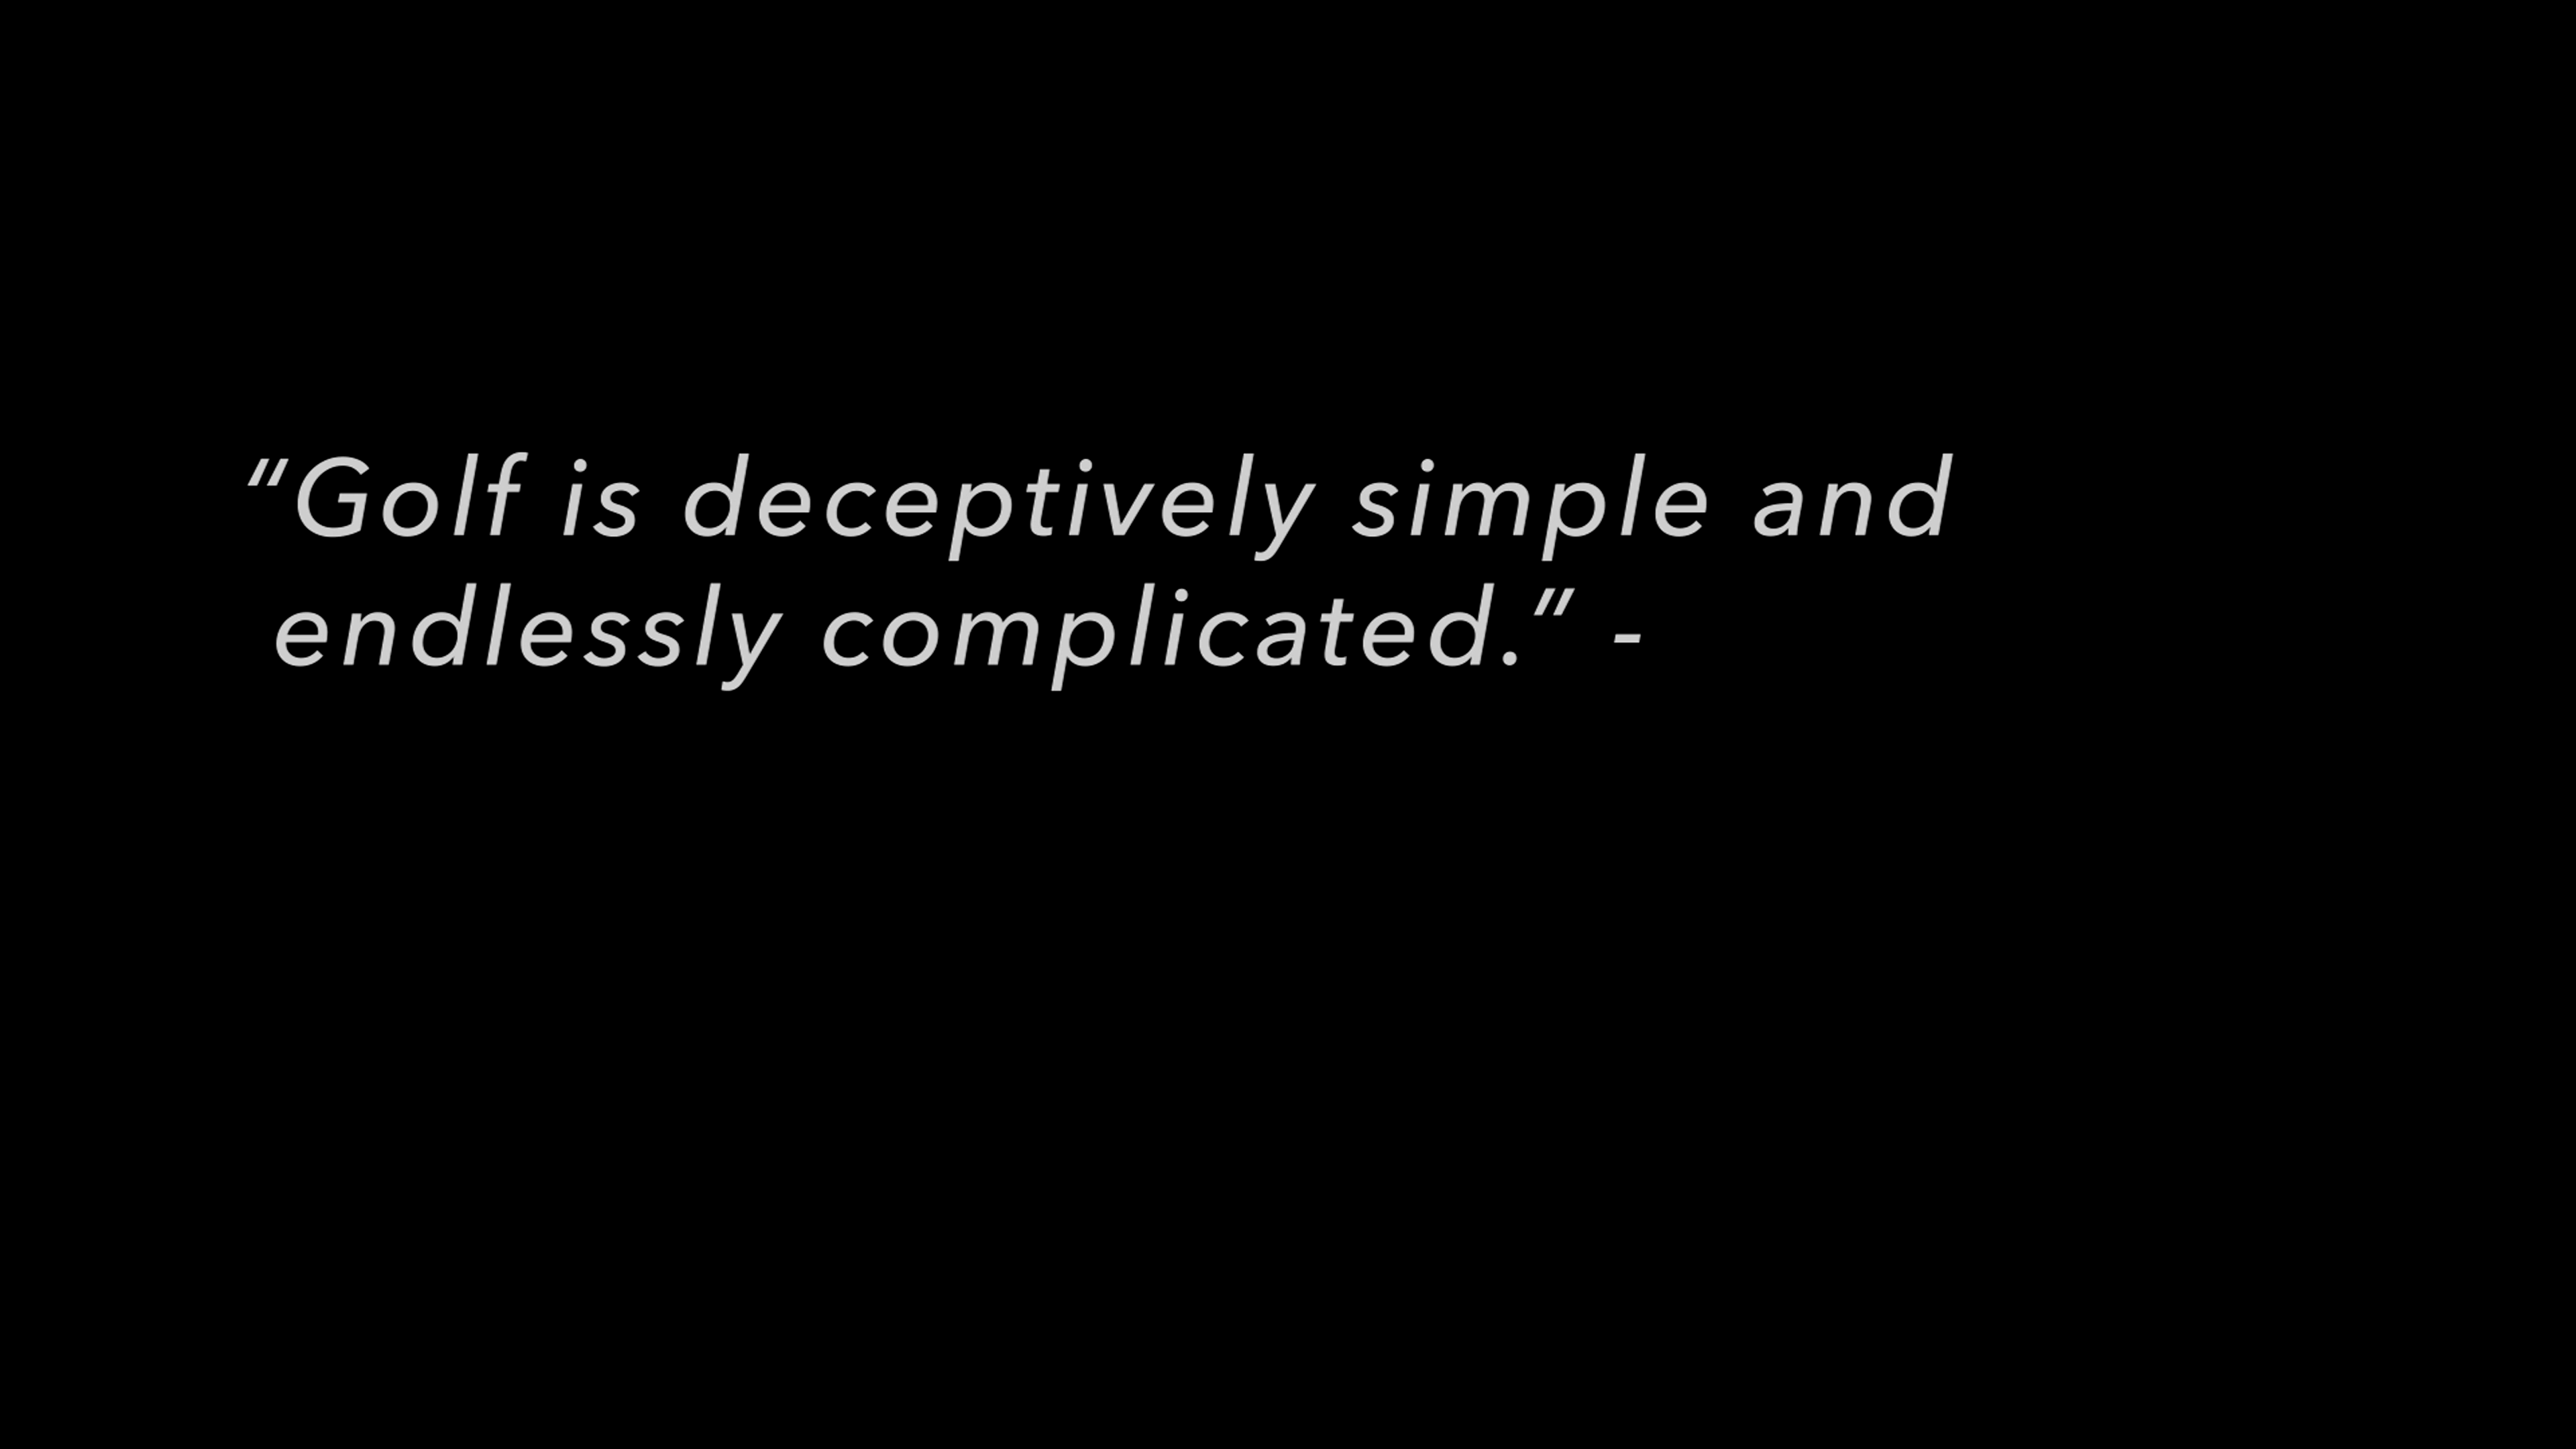 “Golf is deceptively simple and
endlessly complicated.” -